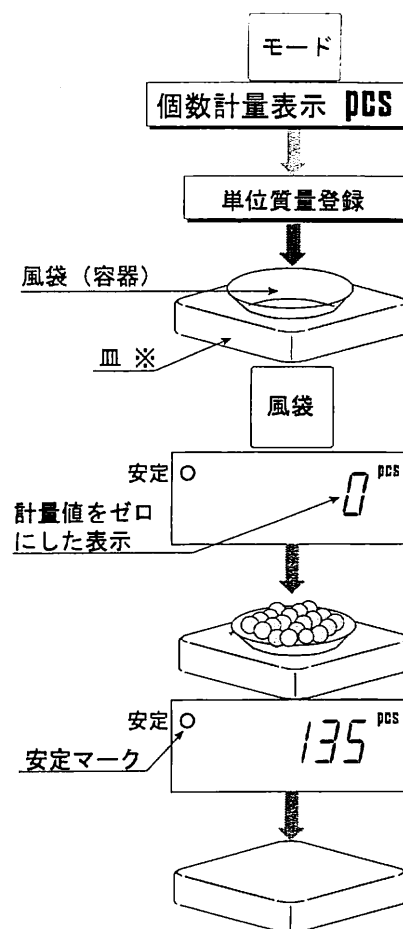 モード
個数計量表示 pcs
単位質量登録
風袋（容器）
皿 ※
風袋
安定 ○
0 pcs
計量値をゼロ
にした表示
安定 ○
135 pcs
安定マーク